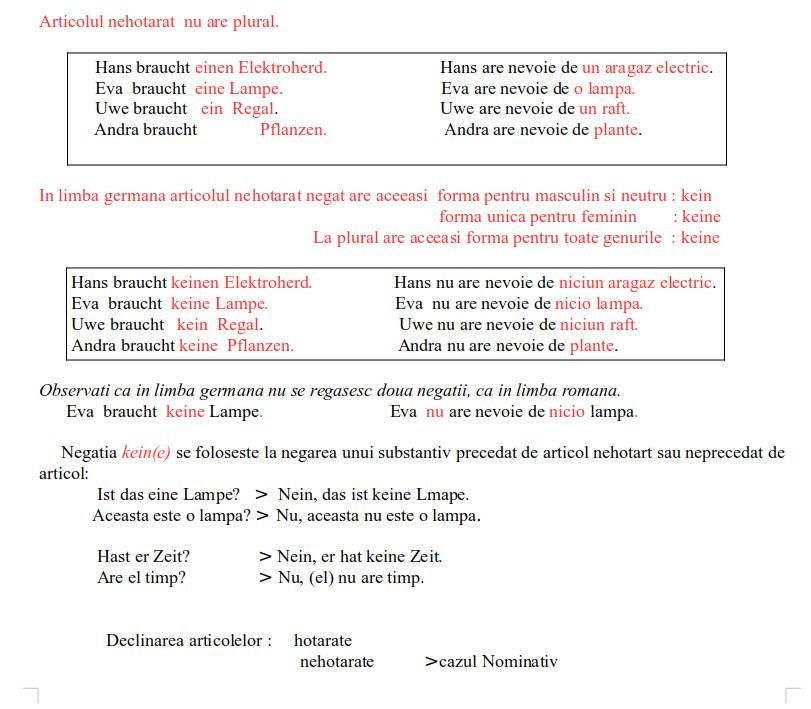 Articolul nehotarat nu are plural.
Hans braucht einen Elektroherd. Hans are nevoie de un aragaz electric.
Eva braucht eine Lampe. Eva are nevoie de o lampa.
Uwe braucht ein Regal. Uwe are nevoie de un raft.
Andra braucht Pflanzen. Andra are nevoie de plante.
In limba germana articolul nehotarat negat are aceeasi forma pentru masculin si neutru : kein
forma unica pentru feminin : keine
La plural are aceeasi forma pentru toate genurile : keine
Hans braucht keinen Elektroherd. Hans nu are nevoie de niciun aragaz electric.
Eva braucht keine Lampe. Eva nu are nevoie de nicio lampa.
Uwe braucht kein Regal. Uwe nu are nevoie de niciun raft.
Andra braucht keine Pflanzen. Andra nu are nevoie de plante.
Observati ca in limba germana nu se regasesc doua negatii, ca in limba romana.
Eva braucht keine Lampe. Eva nu are nevoie de nicio lampa.
Negatia kein(e) se foloseste la negarea unui substantiv precedat de articol nehotart sau neprecedat de
articol:
Ist das eine Lampe? > Nein, das ist keine Lmape.
Aceasta este o lampa? > Nu, aceasta nu este o lampa.
Hast er Zeit? > Nein, er hat keine Zeit.
Are el timp? > Nu, (el) nu are timp.
Declinarea articolelor : hotarate
nehotarate >cazul Nominativ